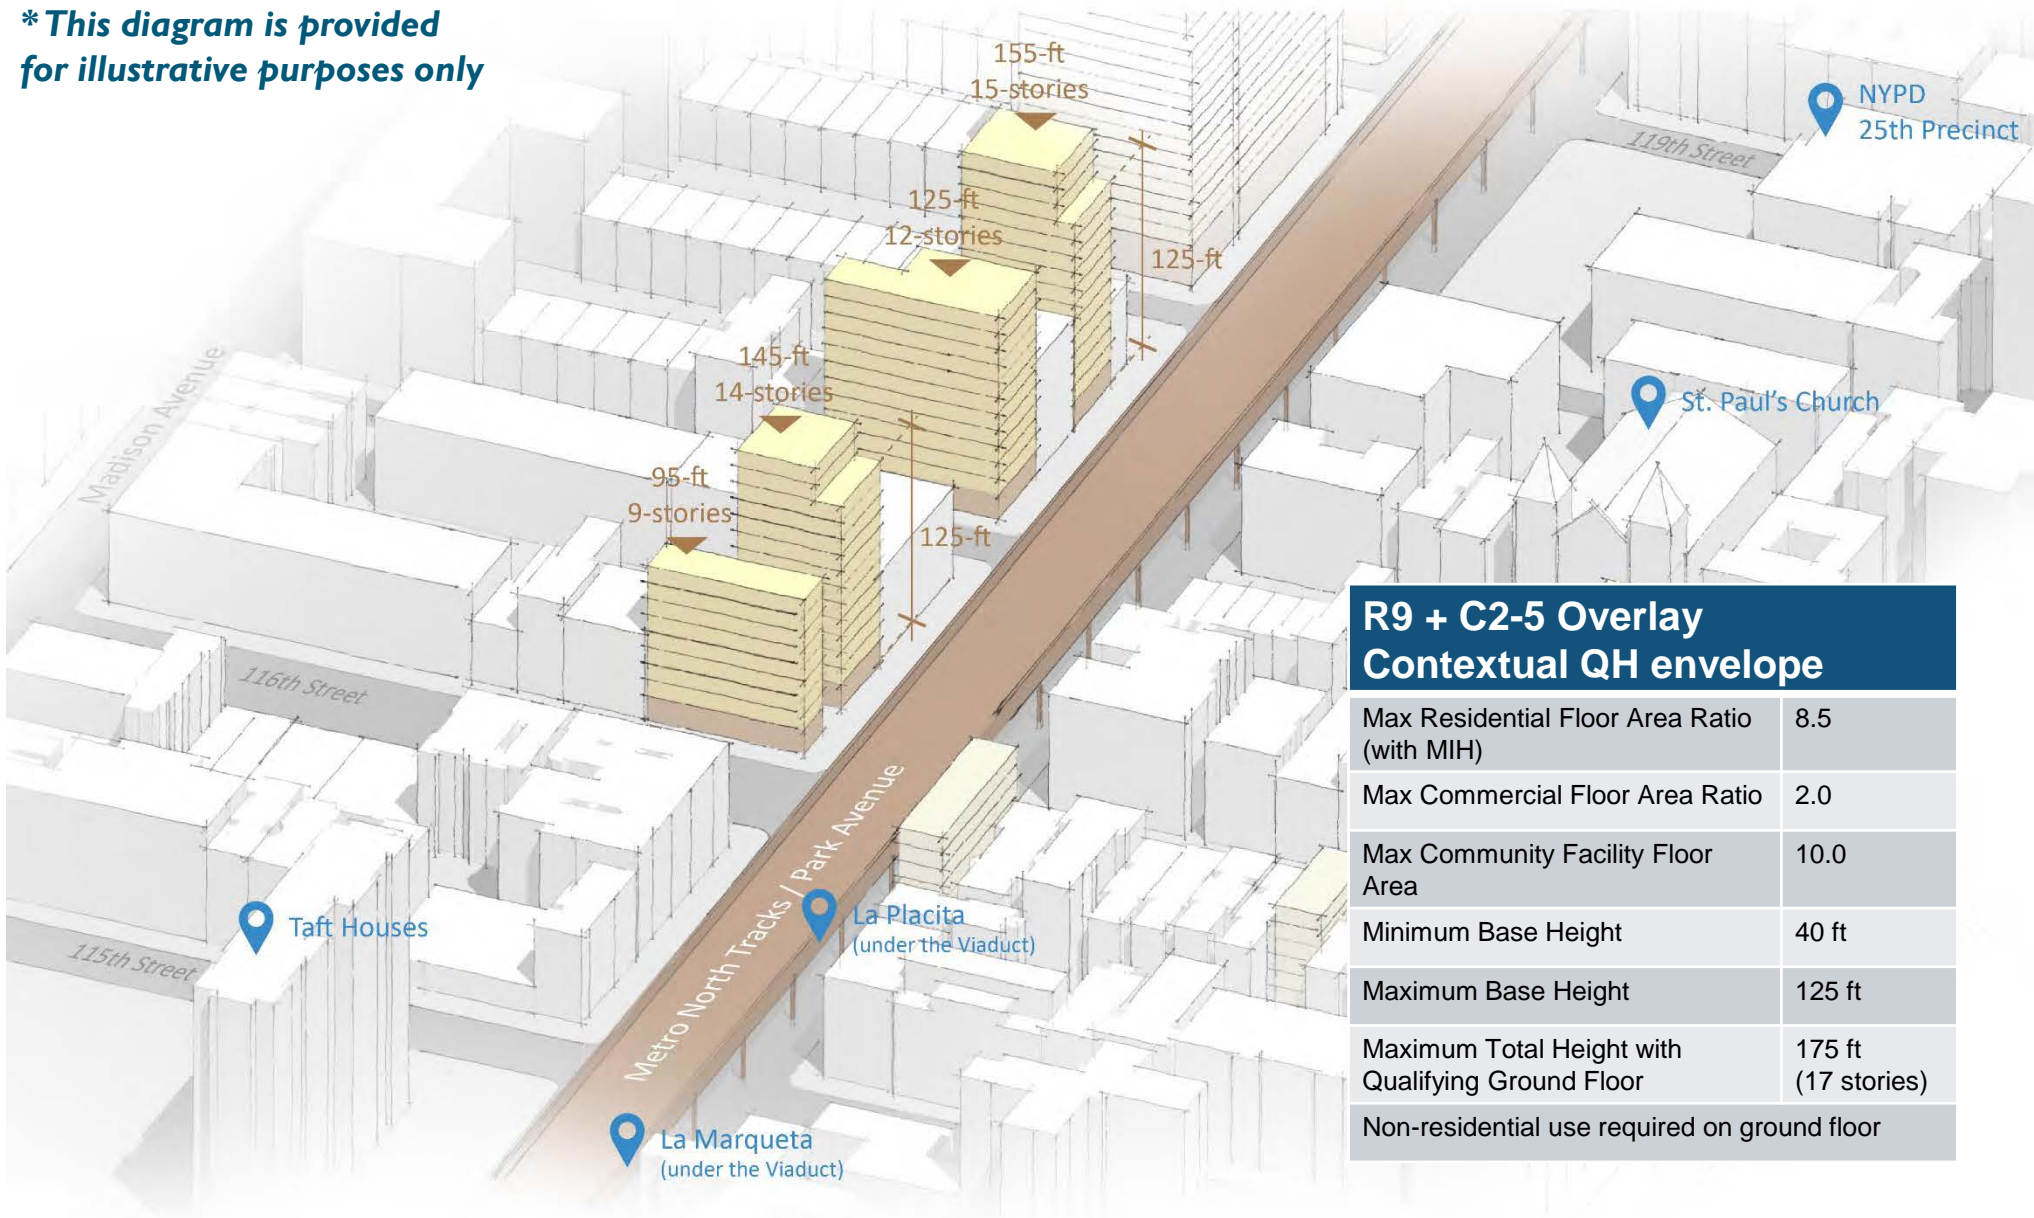 * This diagram is provided
for illustrative purposes only
155-ft
15-stories
NYPD
25th Precinct
119th Street
125-ft
12-stories
125-ft
Madison Avenue
145-ft
14-stories
St. Paul's Church
95-ft
9-stories
125-ft
116th Street
R9 + C2-5 Overlay
Contextual QH envelope
Max Residential Floor Area Ratio 8.5
(with MIH)
Max Commercial Floor Area Ratio 2.0
Max Community Facility Floor 10.0
Area
Minimum Base Height 40 ft
Maximum Base Height 125 ft
Maximum Total Height with 175 ft
Qualifying Ground Floor (17 stories)
Non-residential use required on ground floor
Metro North Tracks / Park Avenue
La Placita
(under the Viaduct)
Taft Houses
115th Street
La Marqueta
(under the Viaduct)